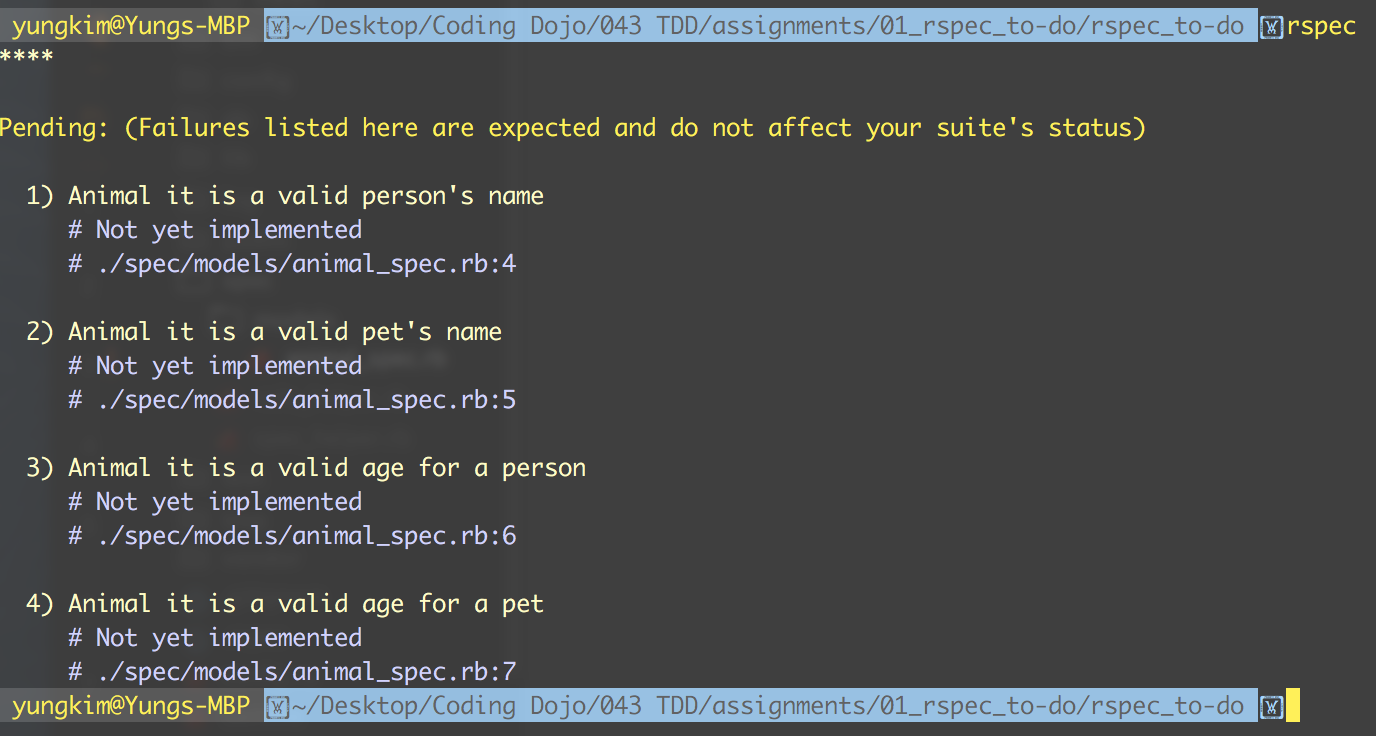 yungkim@Yungs-MBP ~/Desktop/Coding Dojo/043 TDD/assignments/01_rspec_to-do/rspec_to-do rspec
****
Pending: (Failures listed here are expected and do not affect your suite's status)
1) Animal it is a valid person's name
# Not yet implemented
# ./spec/models/animal_spec.rb:4
2) Animal it is a valid pet's name
# Not yet implemented
# ./spec/models/animal_spec.rb:5
3) Animal it is a valid age for a person
# Not yet implemented
# ./spec/models/animal_spec.rb:6
4) Animal it is a valid age for a pet
# Not yet implemented
# ./spec/models/animal_spec.rb:7
yungkim@Yungs-MBP ~/Desktop/Coding Dojo/043 TDD/assignments/01_rspec_to-do/rspec_to-do